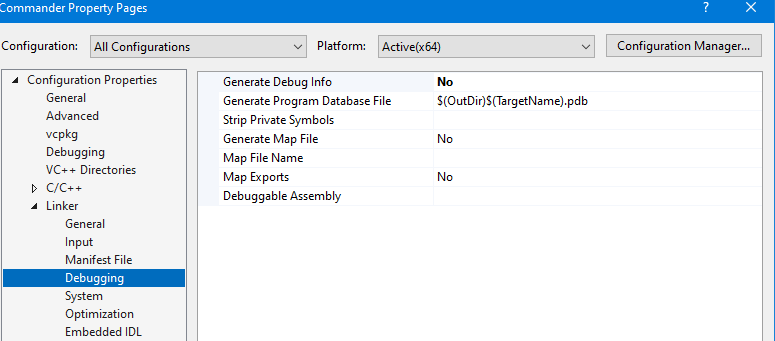 Commander Property Pages ? ×
Configuration: All Configurations Platform: Active(x64) Configuration Manager...
Configuration Properties
General
Advanced
vcpkg
Debugging
VC++ Directories
C/C++
Linker
General
Input
Manifest File
Debugging
System
Optimization
Embedded IDL
Generate Debug Info No
Generate Program Database File $(OutDir)$(TargetName).pdb
Strip Private Symbols
Generate Map File No
Map File Name
Map Exports No
Debuggable Assembly